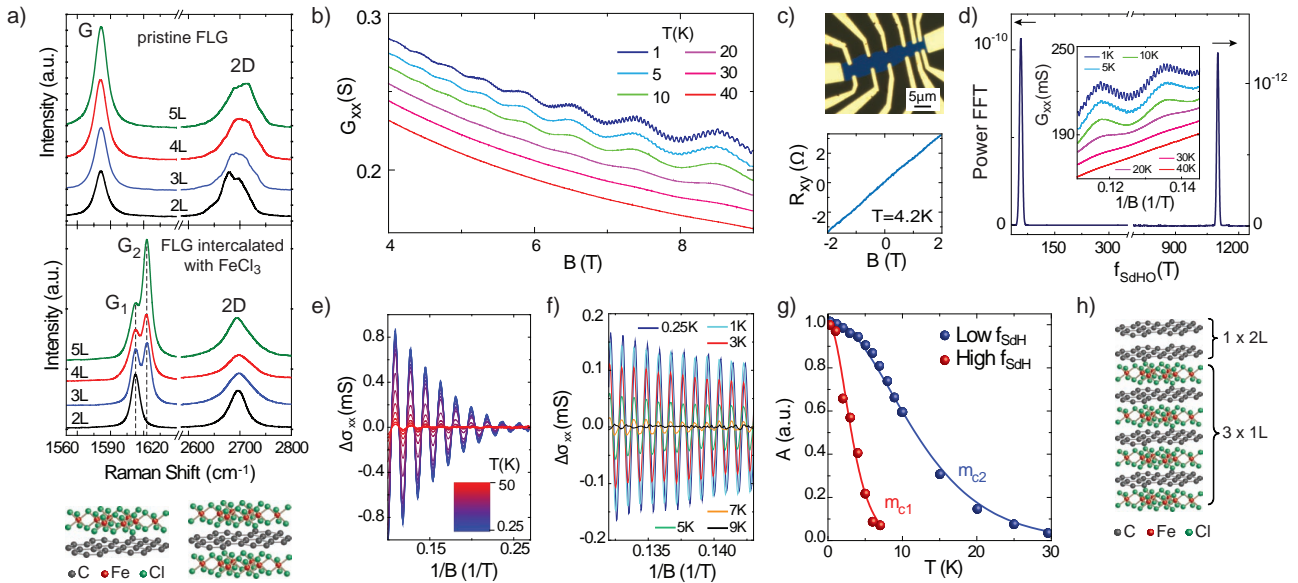 a)
G
pristine FLG
2D
5L
4L
3L
2L
Intensity (a.u.)
G2
FLG intercalated
with FeCl3
G1
2D
5L
4L
3L
2L
Intensity (a.u.)
1560 1590 1620 2600 2700 2800
Raman Shift (cm-1)
C Fe Cl
b)
0.3
0.2
Gxx(S)
T(K)
1 20
5 30
10 40
4 6 8
B (T)
c)
5μm
3
0
-3
Rxy (Ω)
T=4.2K
-2 -1 0 1 2
B (T)
d)
10-10
0
Power FFT
10-12
0
250
190
Gxx(mS)
1K 10K
5K
30K
20K 40K
0.12 0.13 0.14
1/B (1/T)
150 300 900 1200
fSdHO(T)
e)
0.8
0.4
0.0
-0.4
-0.8
Δσxx (mS)
T(K)
50
0.25
0.15 0.20 0.25
1/B (1/T)
f)
0.2
0.1
0.0
-0.1
-0.2
Δσxx (mS)
0.25K 1K
3K
7K
5K 9K
0.135 0.140
1/B (1/T)
g)
1.0
0.8
0.6
0.4
0.2
0.0
A (a.u.)
Low fSdH
High fSdH
mc2
mc1
0 10 20 30
T (K)
h)
1 x 2L
3 x 1L
C Fe Cl